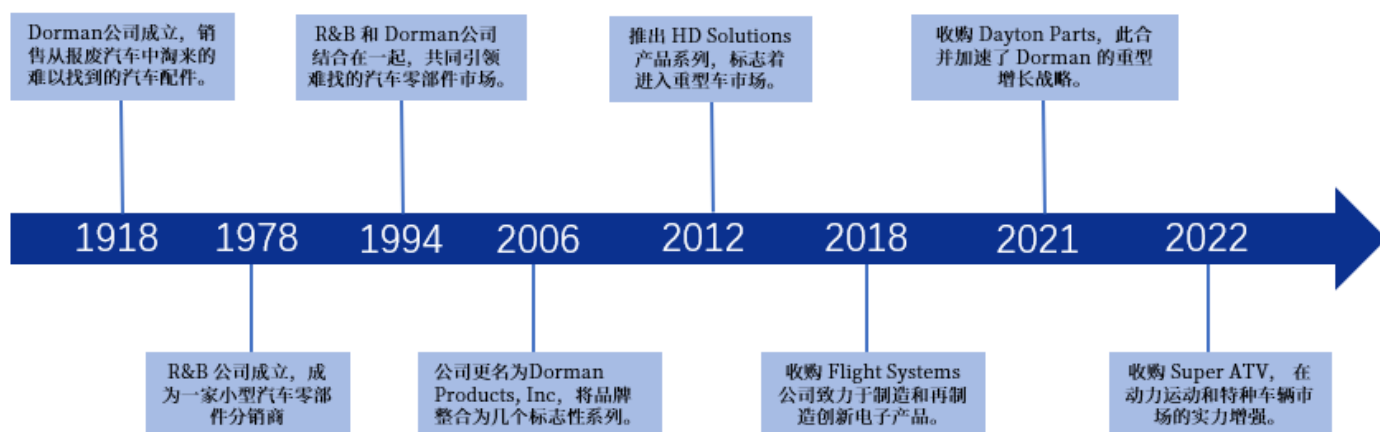 Dorman公司成立，销
售从报废汽车中淘来的
难以找到的汽车配件。
R&B 和 Dorman公司
结合在一起，共同引领
难找的汽车零部件市场。
推出 HD Solutions
产品系列，标志着
进入重型车市场。
收购 Dayton Parts，此合
并加速了 Dorman 的重型
增长战略。
1918 1978 1994 2006 2012 2018 2021 2022
R&B 公司成立，成
为一家小型汽车零部
件分销商
公司更名为Dorman
Products, Inc，将品牌
整合为几个标志性系列。
收购 Flight Systems
公司致力于制造和再制
造创新电子产品。
收购 Super ATV， 在
动力运动和特种车辆市
场的实力增强。